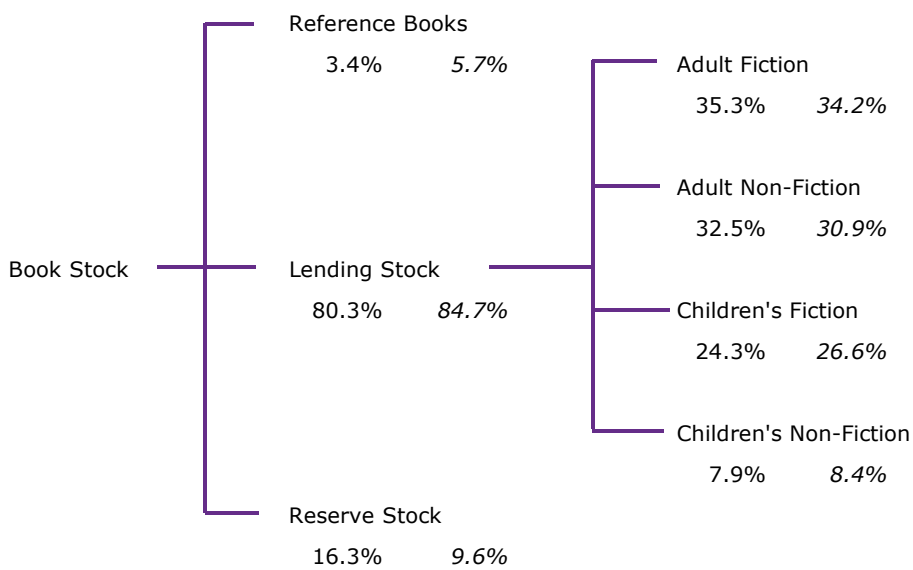 Reference Books
3.4% 5.7%
Adult Fiction
35.3% 34.2%
Adult Non-Fiction
32.5% 30.9%
Book Stock
Lending Stock
80.3% 84.7%
Children's Fiction
24.3% 26.6%
Children's Non-Fiction
7.9% 8.4%
Reserve Stock
16.3% 9.6%